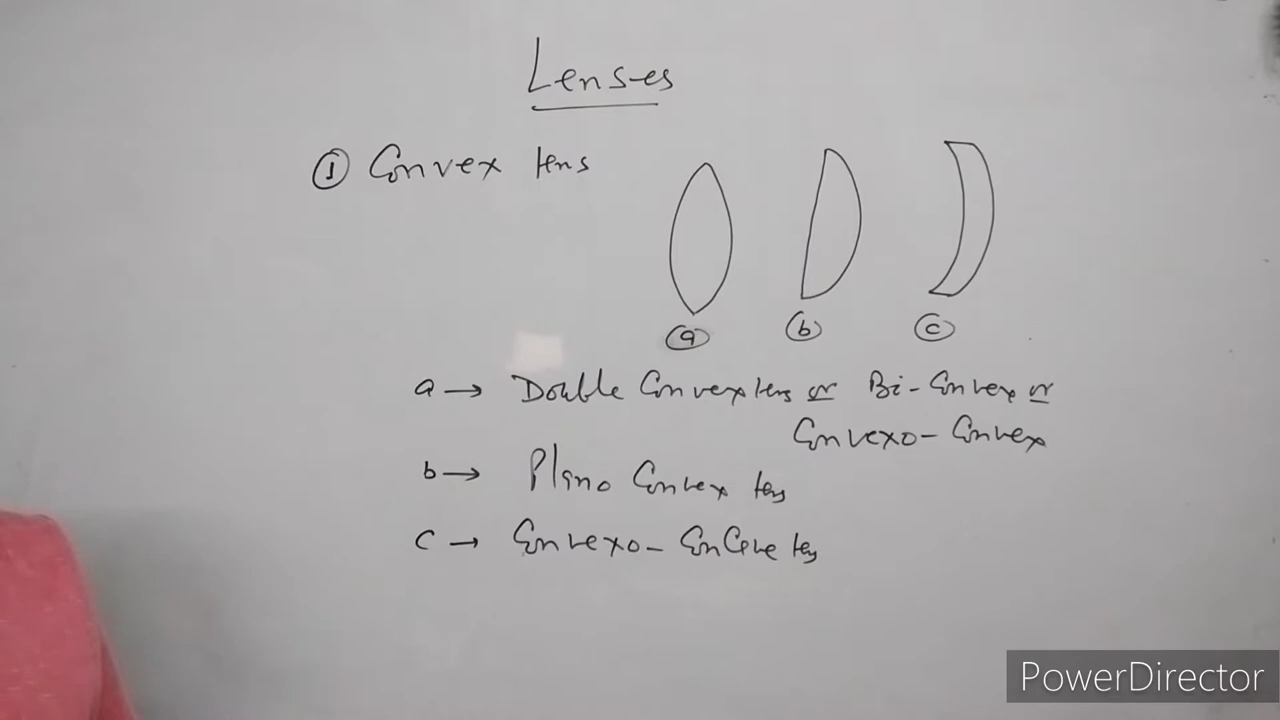 Lenses
① Convex lens
ⓐ ⓑ ⓒ
a → Double Convex lens or Bi-Convex or
Convexo-Convex
b → Plano Convex lens
c → Convexo-Concave lens
PowerDirector